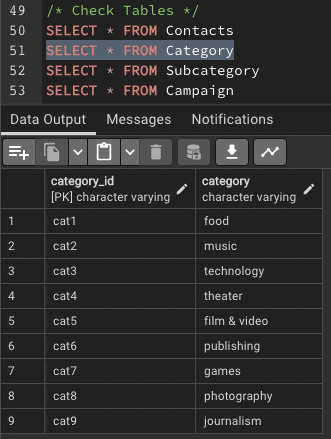 49 /* Check Tables */
50 SELECT * FROM Contacts
51 SELECT * FROM Category
52 SELECT * FROM Subcategory
53 SELECT * FROM Campaign
Data Output Messages Notifications
category_id category
[PK] character varying character varying
1 cat1 food
2 cat2 music
3 cat3 technology
4 cat4 theater
5 cat5 film & video
6 cat6 publishing
7 cat7 games
8 cat8 photography
9 cat9 journalism